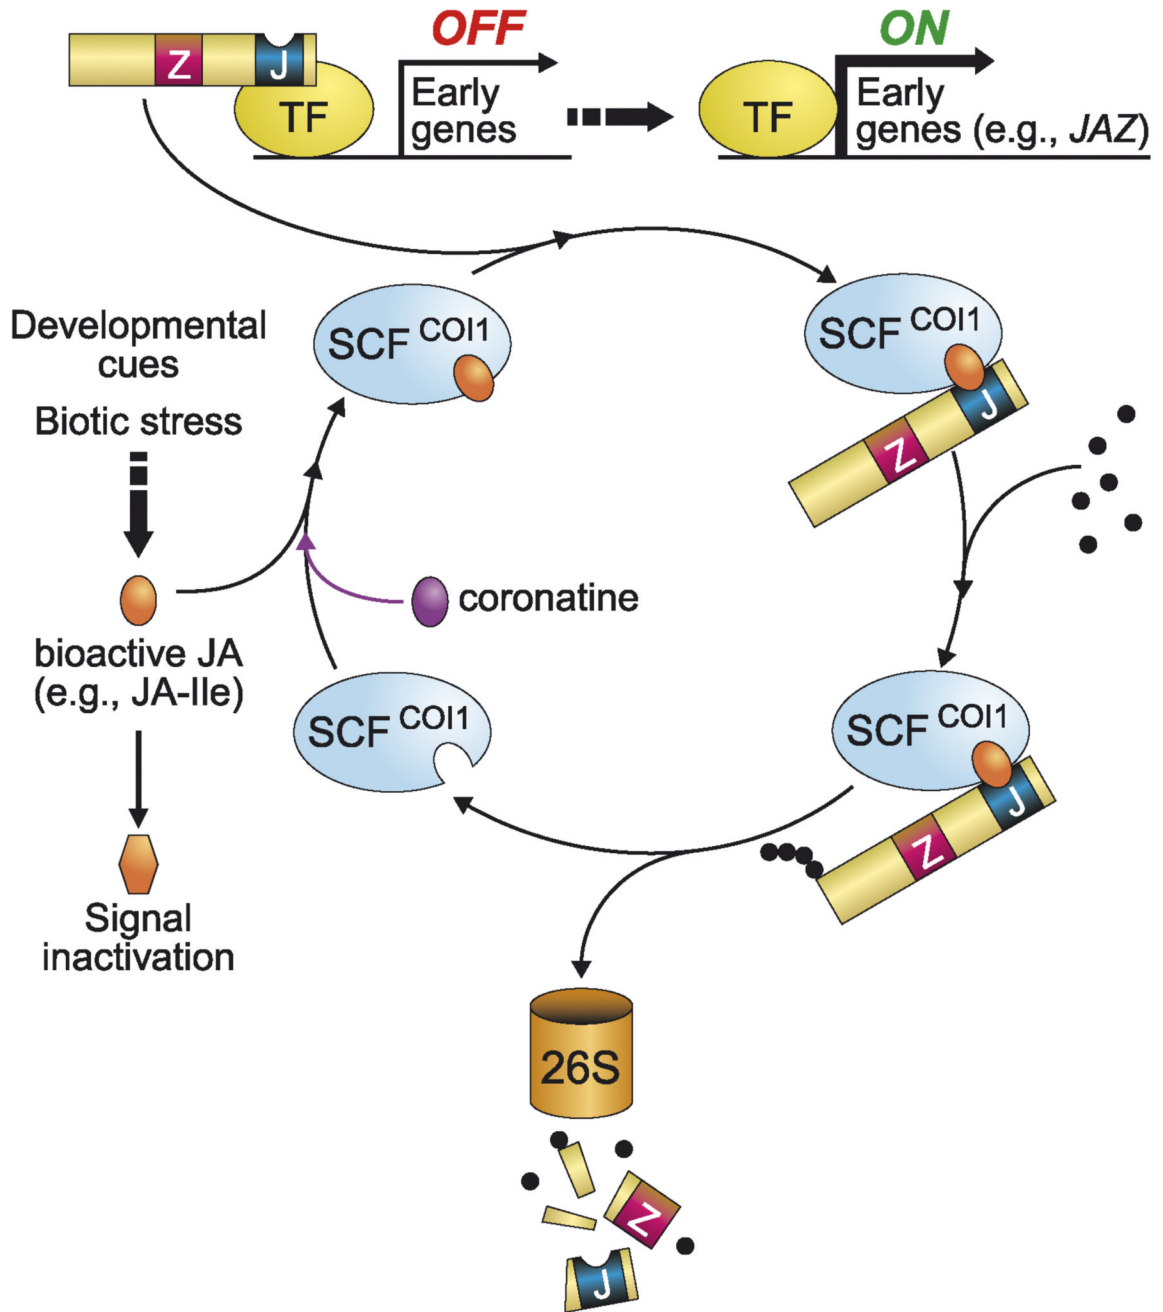 OFF
ON
Z
J
TF
Early
genes
TF
Early
genes (e.g., JAZ)
SCF COI1
SCF COI1
J
Z
Developmental
cues
Biotic stress
coronatine
bioactive JA
(e.g., JA-Ile)
SCF COI1
SCF COI1
J
Z
Signal
inactivation
26S
Z
J